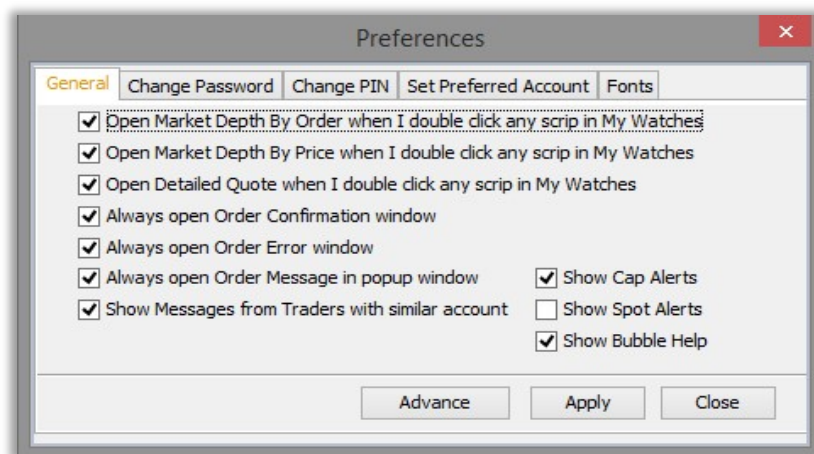 Preferences
General Change Password Change PIN Set Preferred Account Fonts
Open Market Depth By Order when I double click any scrip in My Watches
Open Market Depth By Price when I double click any scrip in My Watches
Open Detailed Quote when I double click any scrip in My Watches
Always open Order Confirmation window
Always open Order Error window
Always open Order Message in popup window Show Cap Alerts
Show Messages from Traders with similar account Show Spot Alerts
Show Bubble Help
Advance Apply Close